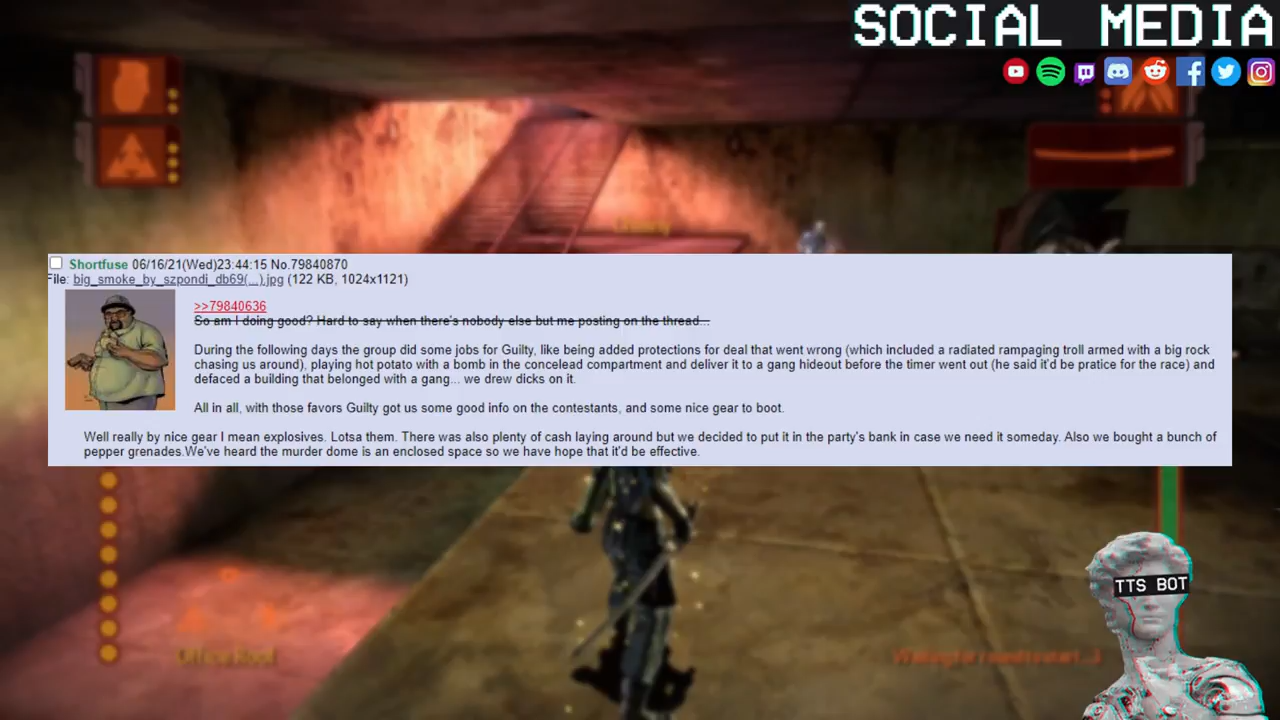 SOCIAL MEDIA
Shortfuse 06/16/21(Wed)23:44:15 No.79840870
File: big_smoke_by_szpondi_db69(...).jpg (122 KB, 1024x1121)
>>79840636
So am I doing good? Hard to say when there's nobody else but me posting on the thread...
During the following days the group did some jobs for Guilty, like being added protections for deal that went wrong (which included a radiated rampaging troll armed with a big rock
chasing us around), playing hot potato with a bomb in the concelead compartment and deliver it to a gang hideout before the timer went out (he said it'd be pratice for the race) and
defaced a building that belonged with a gang... we drew dicks on it.
All in all, with those favors Guilty got us some good info on the contestants, and some nice gear to boot.
Well really by nice gear I mean explosives. Lotsa them. There was also plenty of cash laying around but we decided to put it in the party's bank in case we need it someday. Also we bought a bunch of
pepper grenades.We've heard the murder dome is an enclosed space so we have hope that it'd be effective.
TTS BOT
Office Roof
Waiting for round to start...3